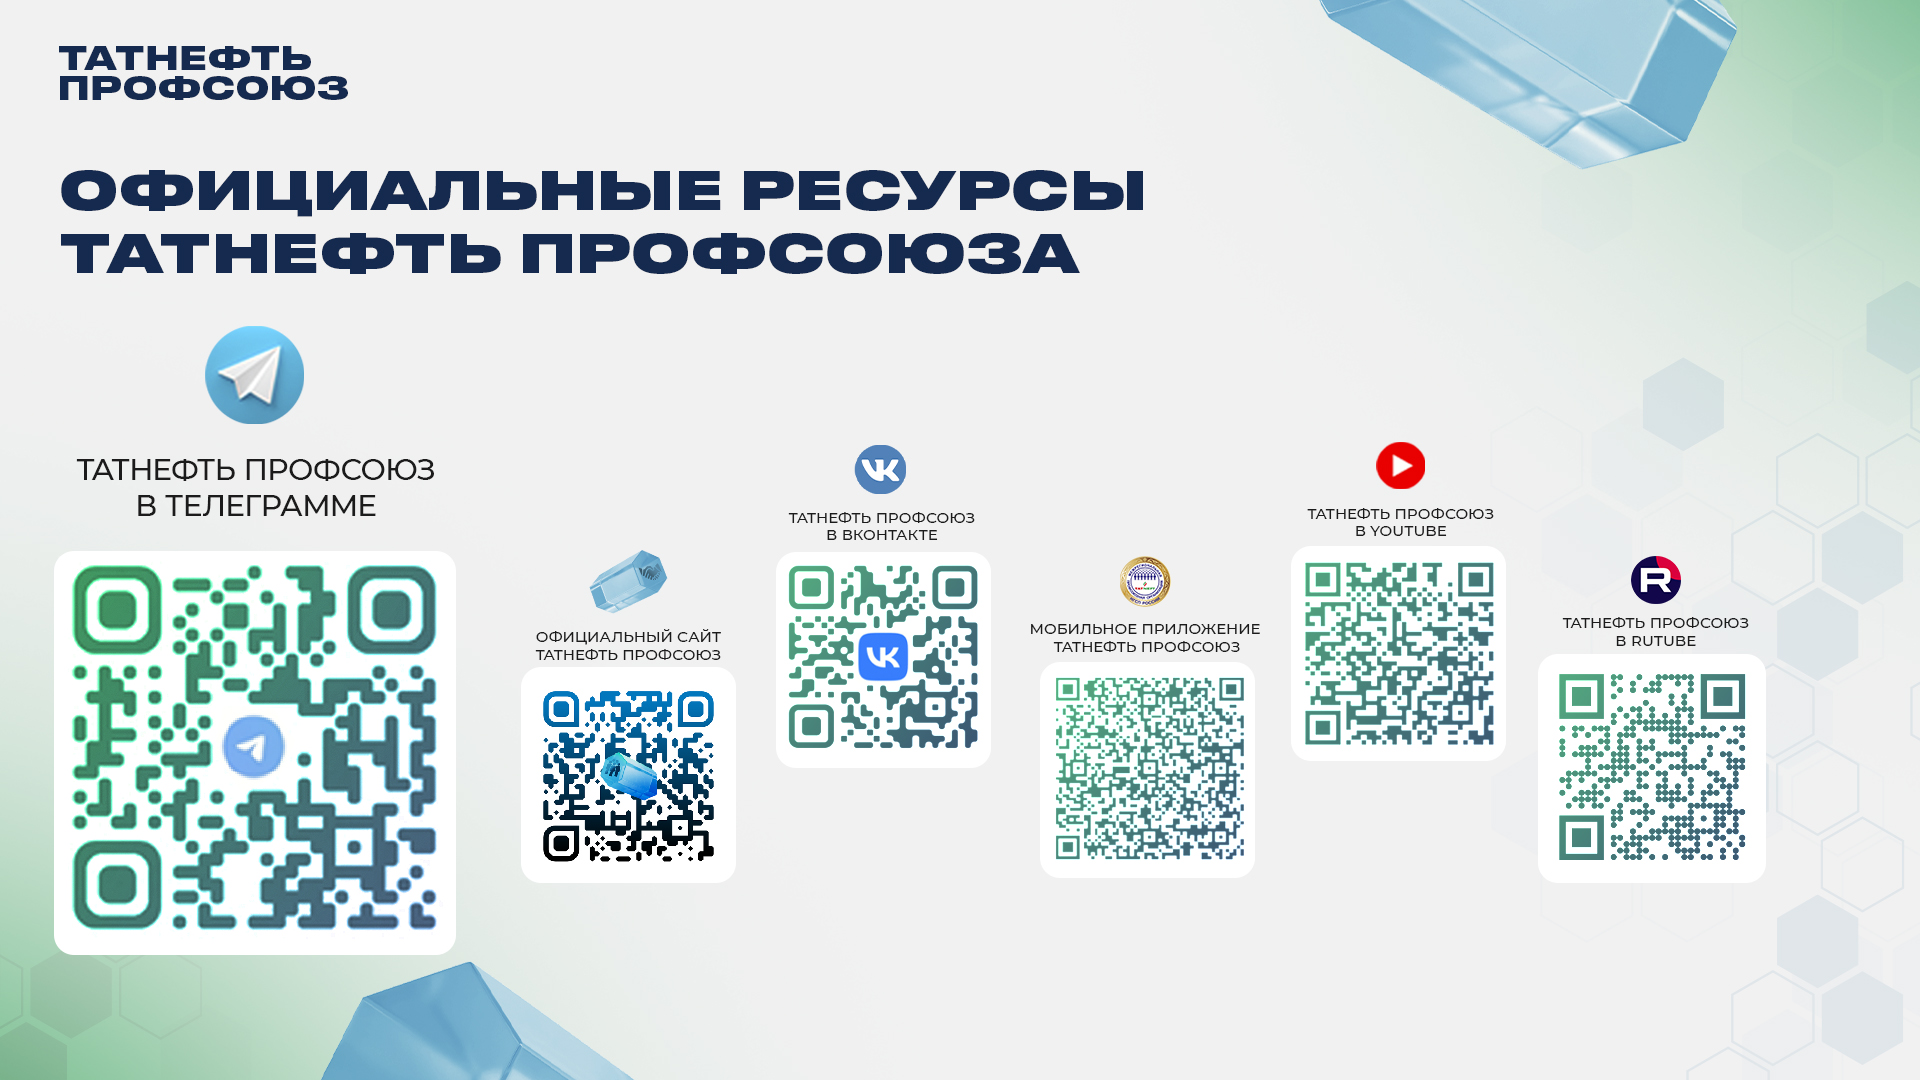 ТАТНЕФТЬ
ПРОФСОЮЗ
ОФИЦИАЛЬНЫЕ РЕСУРСЫ
ТАТНЕФТЬ ПРОФСОЮЗА
ТАТНЕФТЬ ПРОФСОЮЗ
В ТЕЛЕГРАММЕ
ОФИЦИАЛЬНЫЙ САЙТ
ТАТНЕФТЬ ПРОФСОЮЗ
ТАТНЕФТЬ ПРОФСОЮЗ
В ВКОНТАКТЕ
МОБИЛЬНОЕ ПРИЛОЖЕНИЕ
ТАТНЕФТЬ ПРОФСОЮЗ
ТАТНЕФТЬ ПРОФСОЮЗ
В YOUTUBE
ТАТНЕФТЬ ПРОФСОЮЗ
В RUTUBE